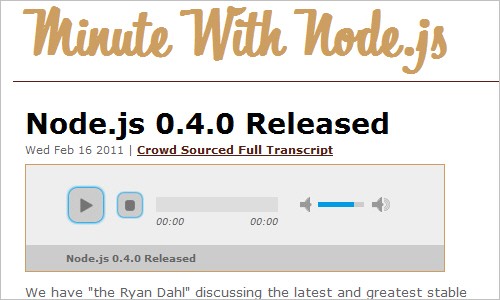 Minute With Node.js
Node.js 0.4.0 Released
Wed Feb 16 2011 | Crowd Sourced Full Transcript
00:00 00:00
Node.js 0.4.0 Released
We have "the Ryan Dahl" discussing the latest and greatest stable